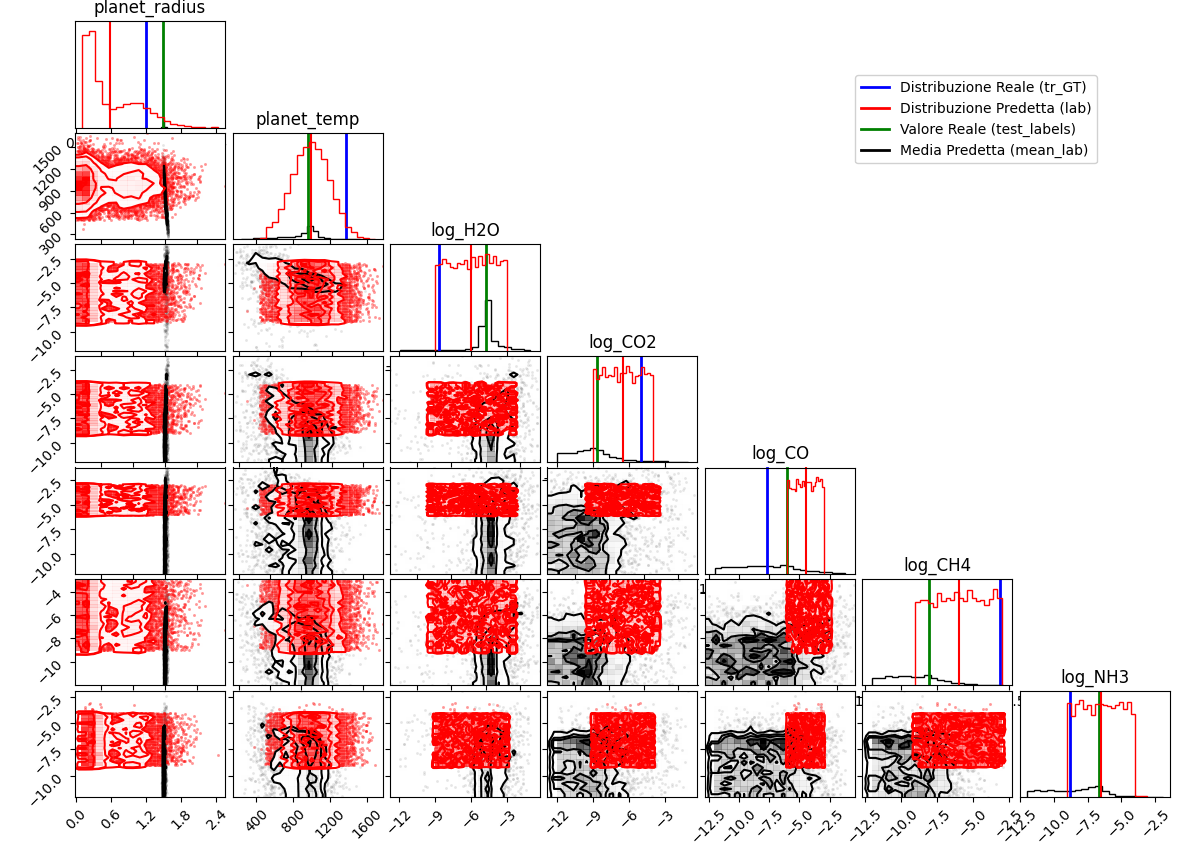 planet_radius
planet_temp
Distribuzione Reale (tr_GT)
Distribuzione Predetta (lab)
Valore Reale (test_labels)
Media Predetta (mean_lab)
0
1500
1200
900
600
300
log_H2O
−2.5
−5.0
−7.5
−10.0
log_CO2
−2.5
−5.0
−7.5
−10.0
log_CO
−2.5
−5.0
−7.5
−10.0
log_CH4
−4
−6
−8
−10
log_NH3
−2.5
−5.0
−7.5
−10.0
0.0 0.6 1.2 1.8 2.4
400 800 1200 1600
−12 −9 −6 −3
−12 −9 −6 −3
−12.5 −10.0 −7.5 −5.0 −2.5
−12.5 −10.0 −7.5 −5.0 −2.5
−12.5 −10.0 −7.5 −5.0 −2.5